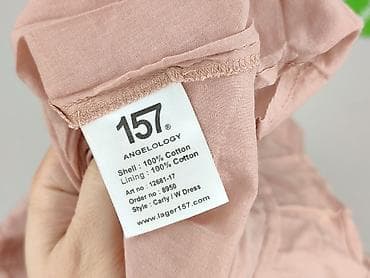 157®
ANGELOLOGY
Shell : 100% Cotton
Lining : 100% Cotton
Art no : 12661-17
Order no : 8950
Style : Carly / W Dress
www.lager157.com